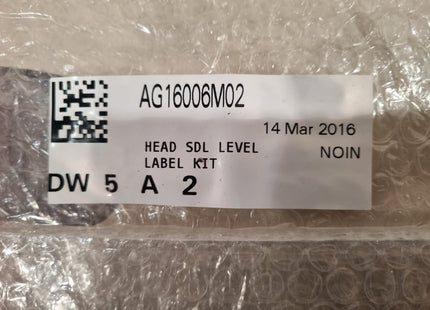 AG16006M02
14 Mar 2016
HEAD SDL LEVEL
NOIN
LABEL KIT
DW 5 A 2